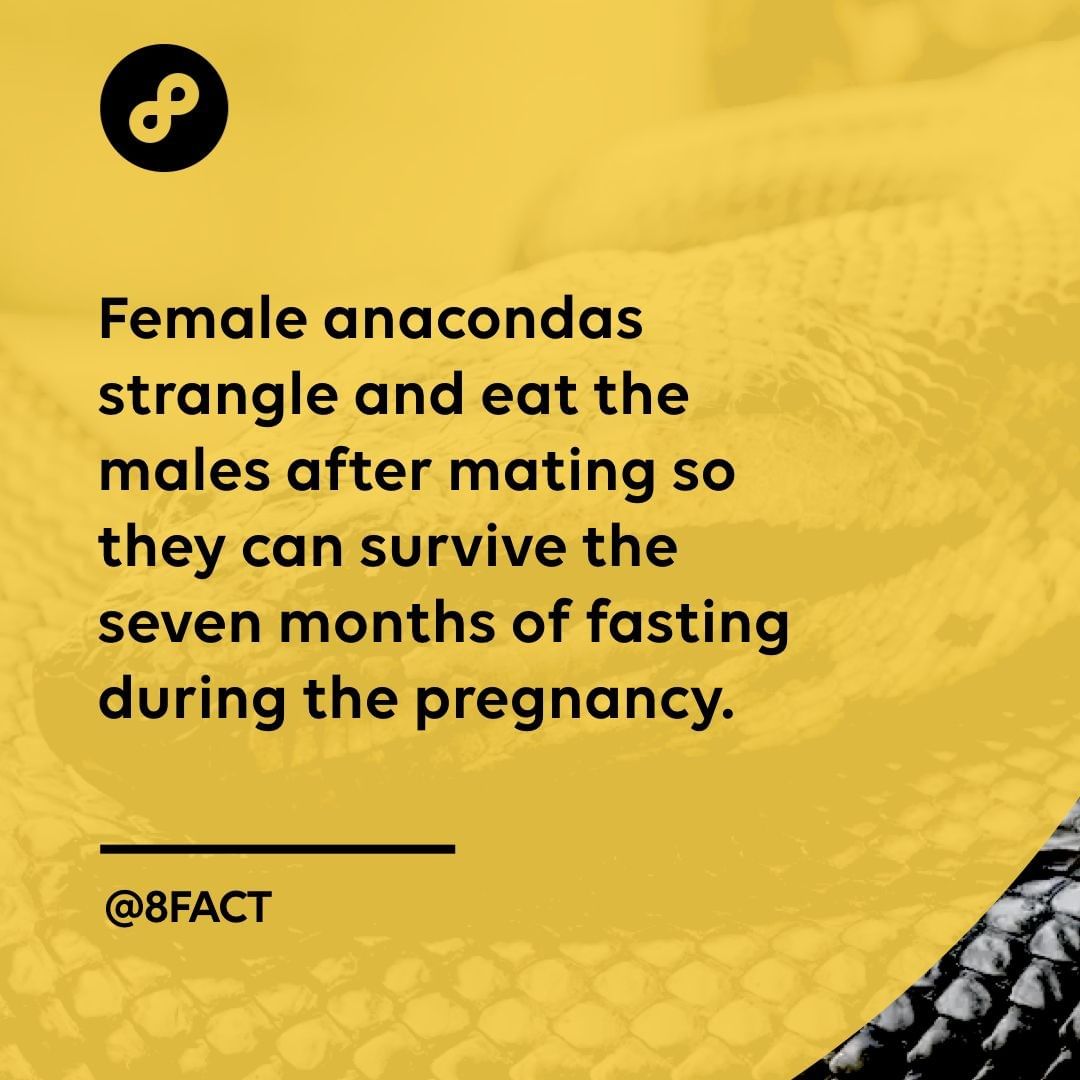 Female anacondas
strangle and eat the
males after mating so
they can survive the
seven months of fasting
during the pregnancy.
@8FACT